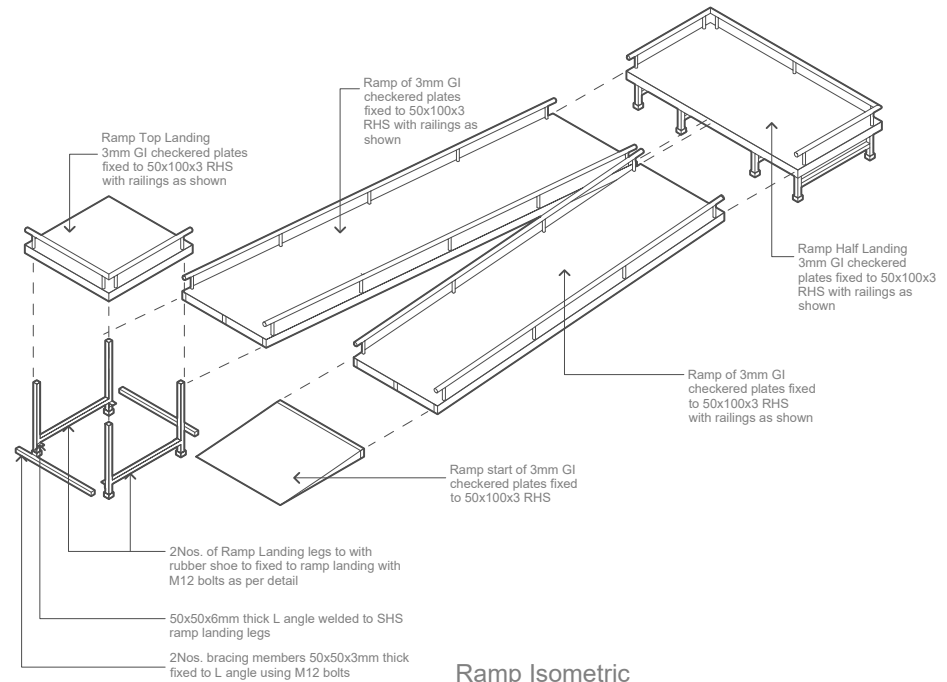 Ramp of 3mm GI
checkered plates
fixed to 50x100x3
RHS with railings as
shown
Ramp Top Landing
3mm GI checkered plates
fixed to 50x100x3 RHS
with railings as shown
Ramp Half Landing
3mm GI checkered
plates fixed to 50x100x3
RHS with railings as
shown
Ramp of 3mm GI
checkered plates fixed
to 50x100x3 RHS
with railings as shown
Ramp start of 3mm GI
checkered plates fixed
to 50x100x3 RHS
2Nos. of Ramp Landing legs to with
rubber shoe to fixed to ramp landing with
M12 bolts as per detail
50x50x6mm thick L angle welded to SHS
ramp landing legs
2Nos. bracing members 50x50x3mm thick
fixed to L angle using M12 bolts
Ramp Isometric